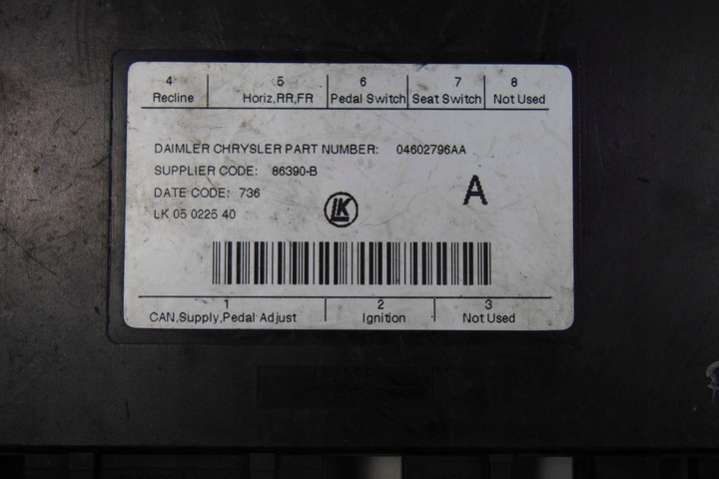 4 5 6 7 8
Recline Horiz,RR,FR Pedal Switch Seat Switch Not Used
DAIMLER CHRYSLER PART NUMBER: 04602796AA
SUPPLIER CODE: 86390-B
DATE CODE: 736
LK 05 0225 40
LK
A
1 2 3
CAN,Supply,Pedal Adjust Ignition Not Used